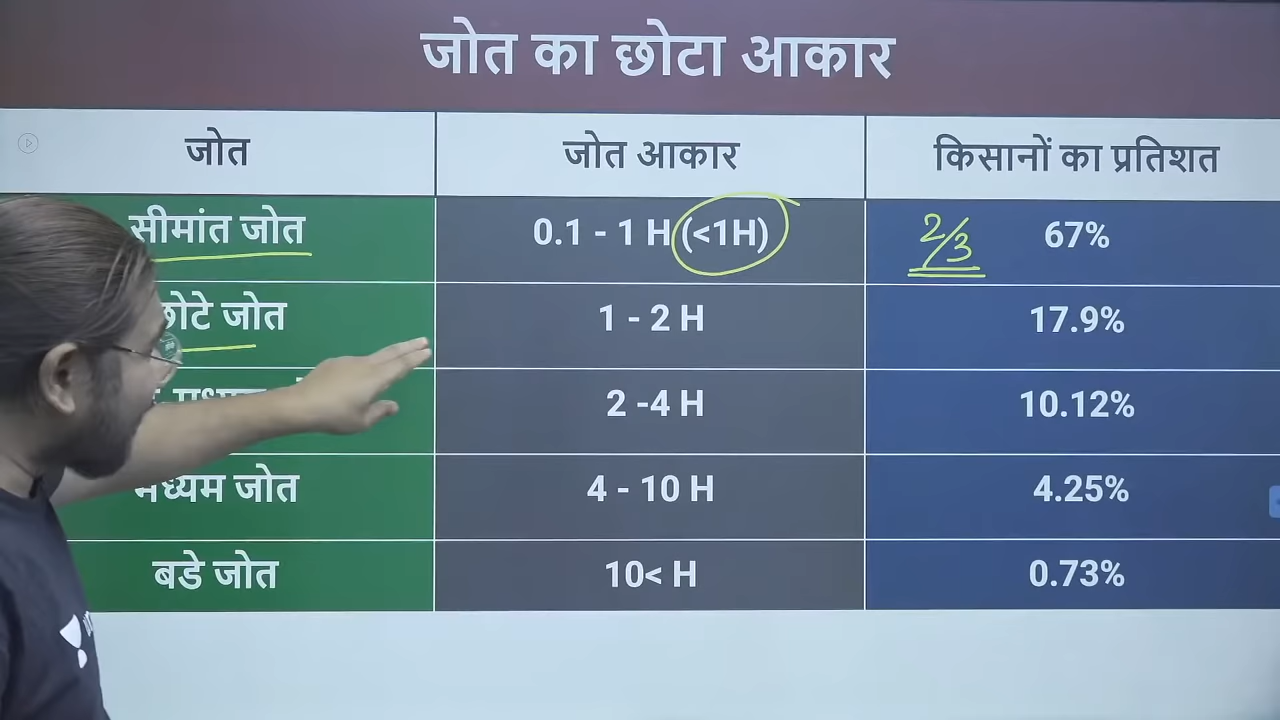 जोत का छोटा आकार
जोत जोत आकार किसानों का प्रतिशत
सीमांत जोत 0.1 - 1 H (<1H) 2/3 67%
जोत 1 - 2 H 17.9%
2 -4 H 10.12%
मध्यम जोत 4 - 10 H 4.25%
बडे जोत 10< H 0.73%